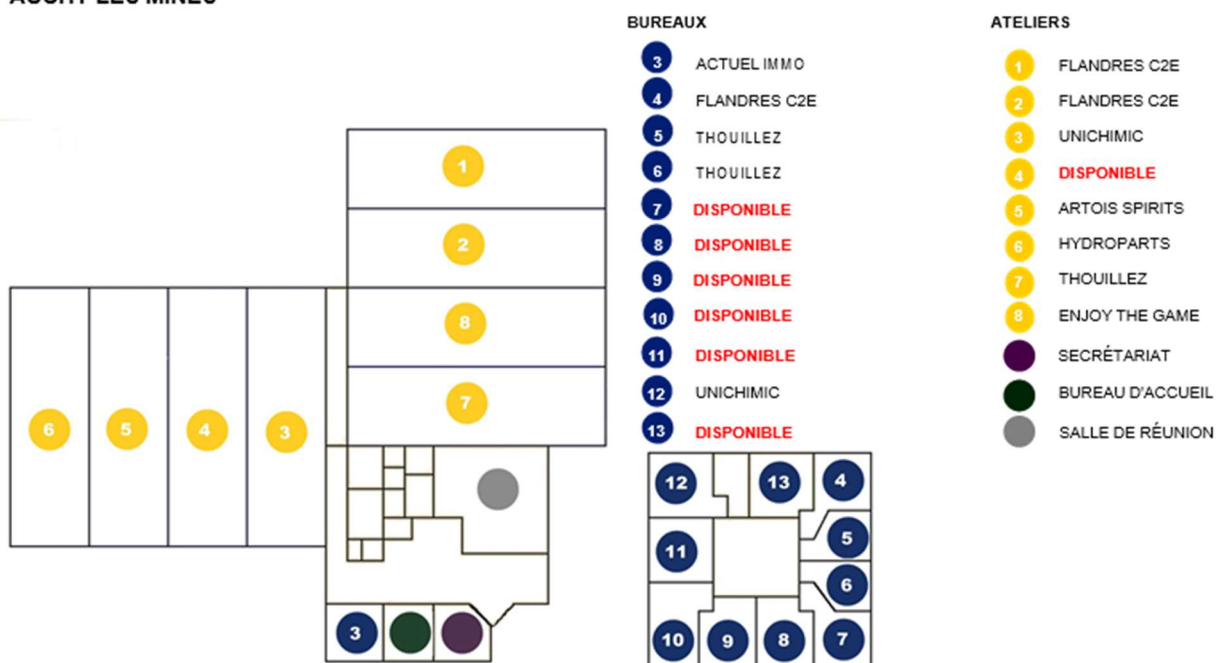 BUREAUX
3 ACTUEL IMMO
4 FLANDRES C2E
5 THOUILLEZ
6 THOUILLEZ
7 DISPONIBLE
8 DISPONIBLE
9 DISPONIBLE
10 DISPONIBLE
11 DISPONIBLE
12 UNICHIMIC
13 DISPONIBLE
ATELIERS
1 FLANDRES C2E
2 FLANDRES C2E
3 UNICHIMIC
4 DISPONIBLE
5 ARTOIS SPIRITS
6 HYDROPARTS
7 THOUILLEZ
8 ENJOY THE GAME
SECRÉTARIAT
BUREAU D'ACCUEIL
SALLE DE RÉUNION
1
2
8
7
6 5 4 3
3
12 13 4
11 5
6
10 9 8 7